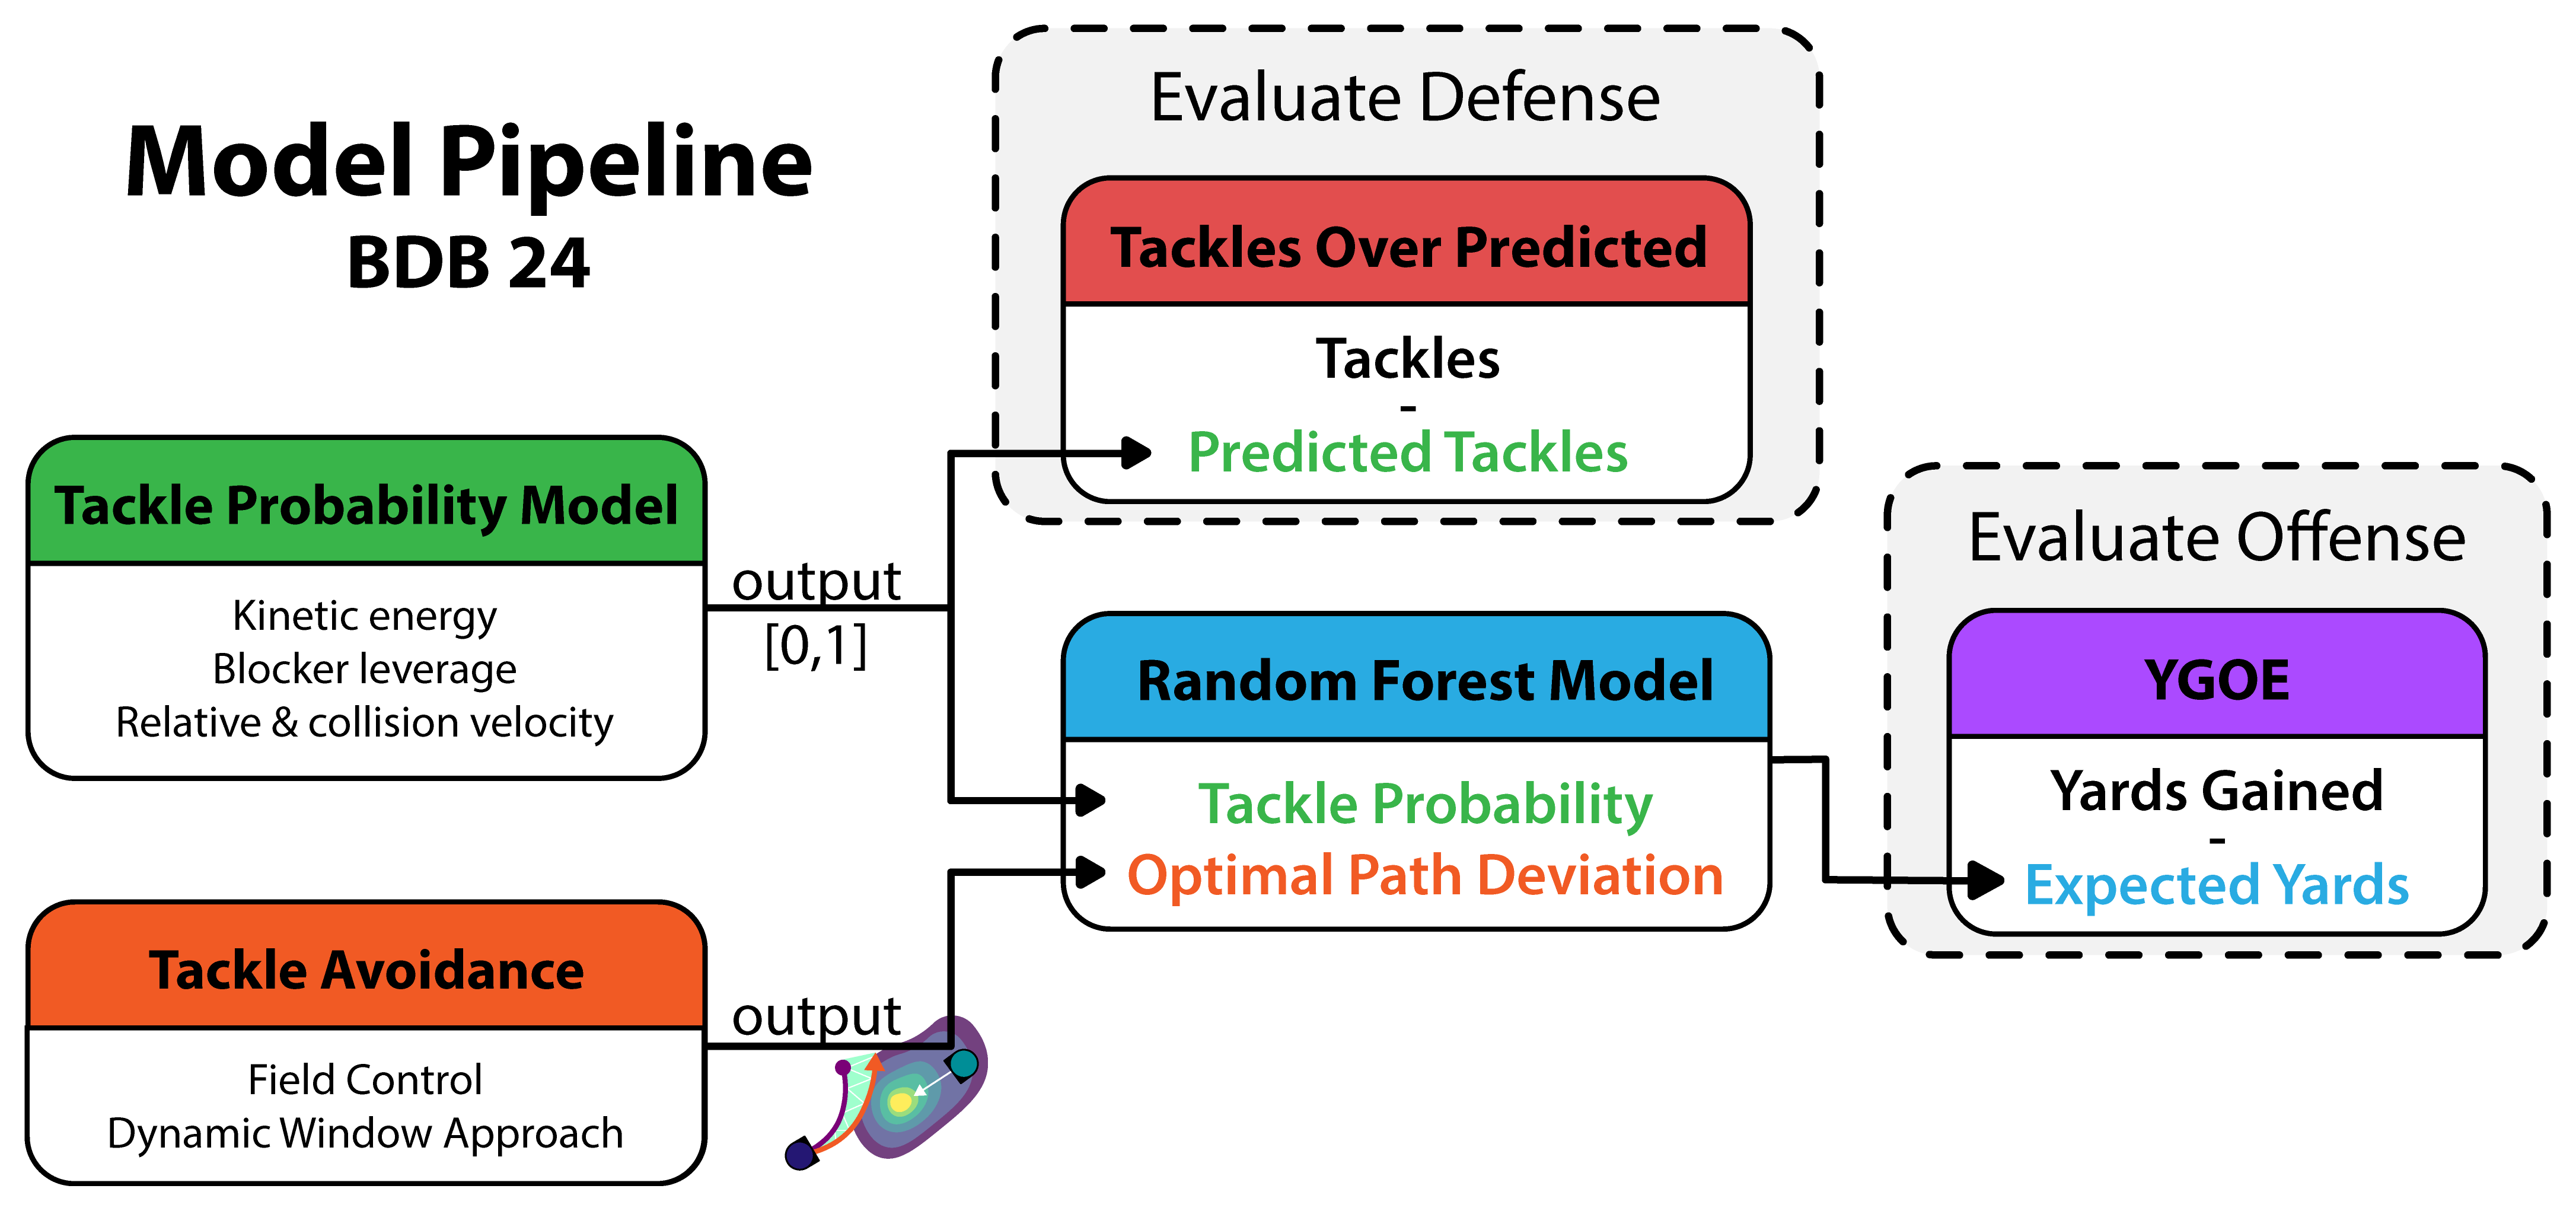 Model Pipeline
BDB 24
Evaluate Defense
Tackles Over Predicted
Tackles
-
Predicted Tackles
Tackle Probability Model
Kinetic energy
Blocker leverage
Relative & collision velocity
output
[0,1]
Random Forest Model
Tackle Probability
Optimal Path Deviation
Evaluate Offense
YGOE
Yards Gained
-
Expected Yards
Tackle Avoidance
Field Control
Dynamic Window Approach
output